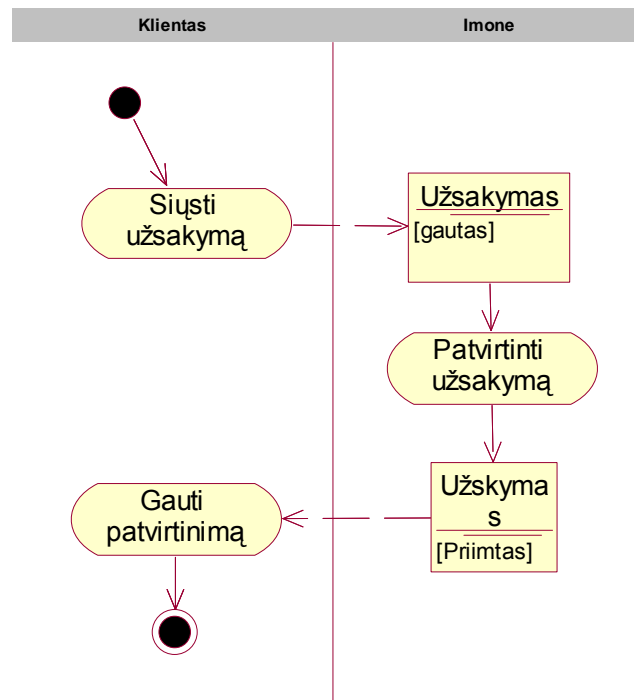 Klientas
Imone
Siųsti
užsakymą
Užsakymas
[gautas]
Patvirtinti
užsakymą
Užskyma
s
[Priimtas]
Gauti
patvirtinimą